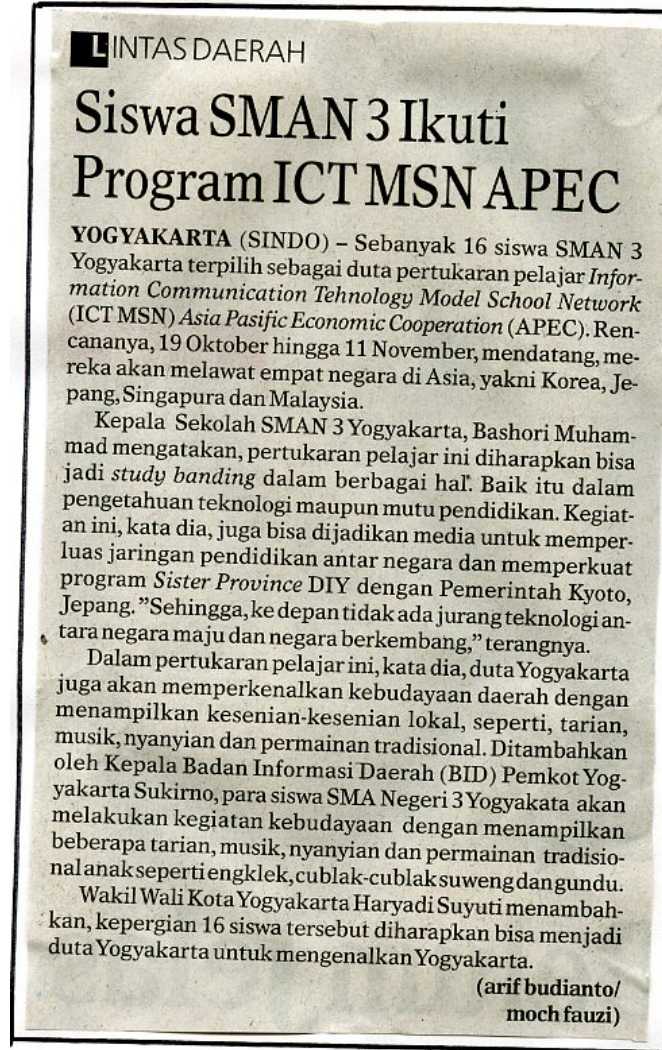 LINTAS DAERAH
Siswa SMAN 3 Ikuti
Program ICT MSN APEC
YOGYAKARTA (SINDO) – Sebanyak 16 siswa SMAN 3
Yogyakarta terpilih sebagai duta pertukaran pelajar Infor-
mation Communication Tehnology Model School Network
(ICT MSN) Asia Pasific Economic Cooperation (APEC). Ren-
cananya, 19 Oktober hingga 11 November, mendatang, me-
reka akan melawat empat negara di Asia, yakni Korea, Je-
pang, Singapura dan Malaysia.
Kepala Sekolah SMAN 3 Yogyakarta, Bashori Muham-
mad mengatakan, pertukaran pelajar ini diharapkan bisa
jadi study banding dalam berbagai hal. Baik itu dalam
pengetahuan teknologi maupun mutu pendidikan. Kegiat-
an ini, kata dia, juga bisa dijadikan media untuk memper-
luas jaringan pendidikan antar negara dan memperkuat
program Sister Province DIY dengan Pemerintah Kyoto,
Jepang. "Sehingga, ke depan tidak ada jurang teknologi an-
tara negara maju dan negara berkembang," terangnya.
Dalam pertukaran pelajar ini, kata dia, duta Yogyakarta
juga akan memperkenalkan kebudayaan daerah dengan
menampilkan kesenian-kesenian lokal, seperti, tarian,
musik, nyanyian dan permainan tradisional. Ditambahkan
oleh Kepala Badan Informasi Daerah (BID) Pemkot Yog-
yakarta Sukirno, para siswa SMA Negeri 3 Yogyakata akan
melakukan kegiatan kebudayaan dengan menampilkan
beberapa tarian, musik, nyanyian dan permainan tradisio-
nal anak seperti engklek, cublak-cublak suweng dan gundu.
Wakil Wali Kota Yogyakarta Haryadi Suyuti menambah-
kan, kepergian 16 siswa tersebut diharapkan bisa menjadi
duta Yogyakarta untuk mengenalkan Yogyakarta.
(arif budianto/
moch fauzi)